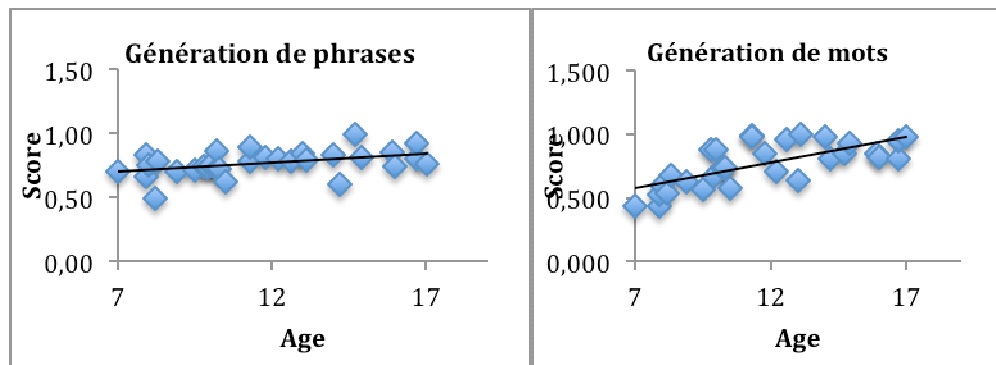 Génération de phrases
1,50
1,00
0,50
0,00
Score
7 12 17
Age
Génération de mots
1,500
1,000
0,500
0,000
Score
7 12 17
Age